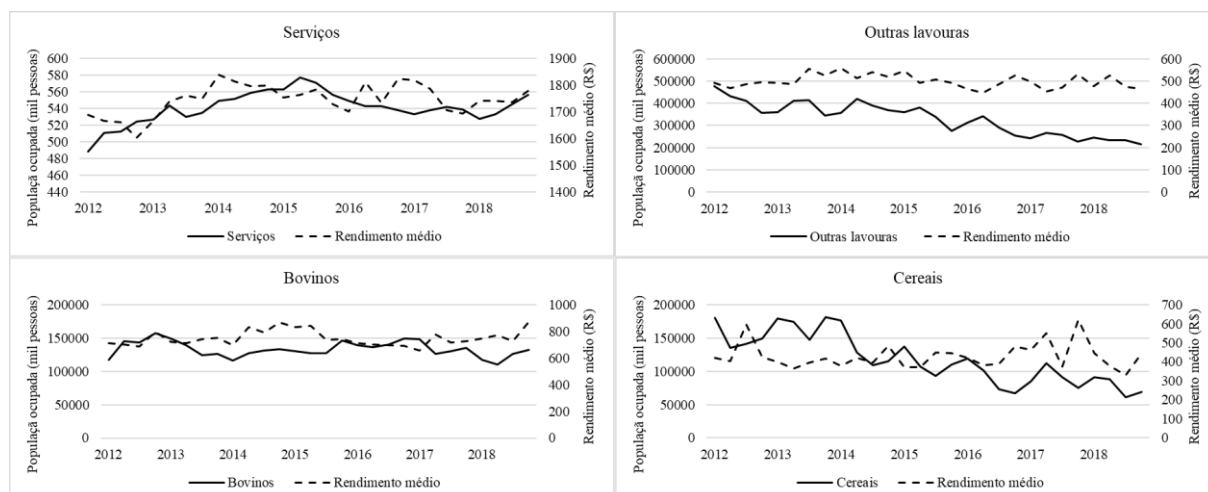 Serviços
Populaçã ocupada (mil pessoas)
600
580
560
540
520
500
480
460
440
1900
1800
1700
1600
1500
1400
Rendimento médio (R$)
2012 2013 2014 2015 2016 2017 2018
Serviços Rendimento médio
Outras lavouras
Populaçã ocupada (mil pessoas)
600000
500000
400000
300000
200000
100000
0
600
500
400
300
200
100
0
Rendimento médio (R$)
2012 2013 2014 2015 2016 2017 2018
Outras lavouras Rendimento médio
Bovinos
Populaçã ocupada (mil pessoas)
200000
150000
100000
50000
0
1000
800
600
400
200
0
Rendimento médio (R$)
2012 2013 2014 2015 2016 2017 2018
Bovinos Rendimento médio
Cereais
Populaçã ocupada (mil pessoas)
200000
150000
100000
50000
0
700
600
500
400
300
200
100
0
Rendimento médio (R$)
2012 2013 2014 2015 2016 2017 2018
Cereais Rendimento médio